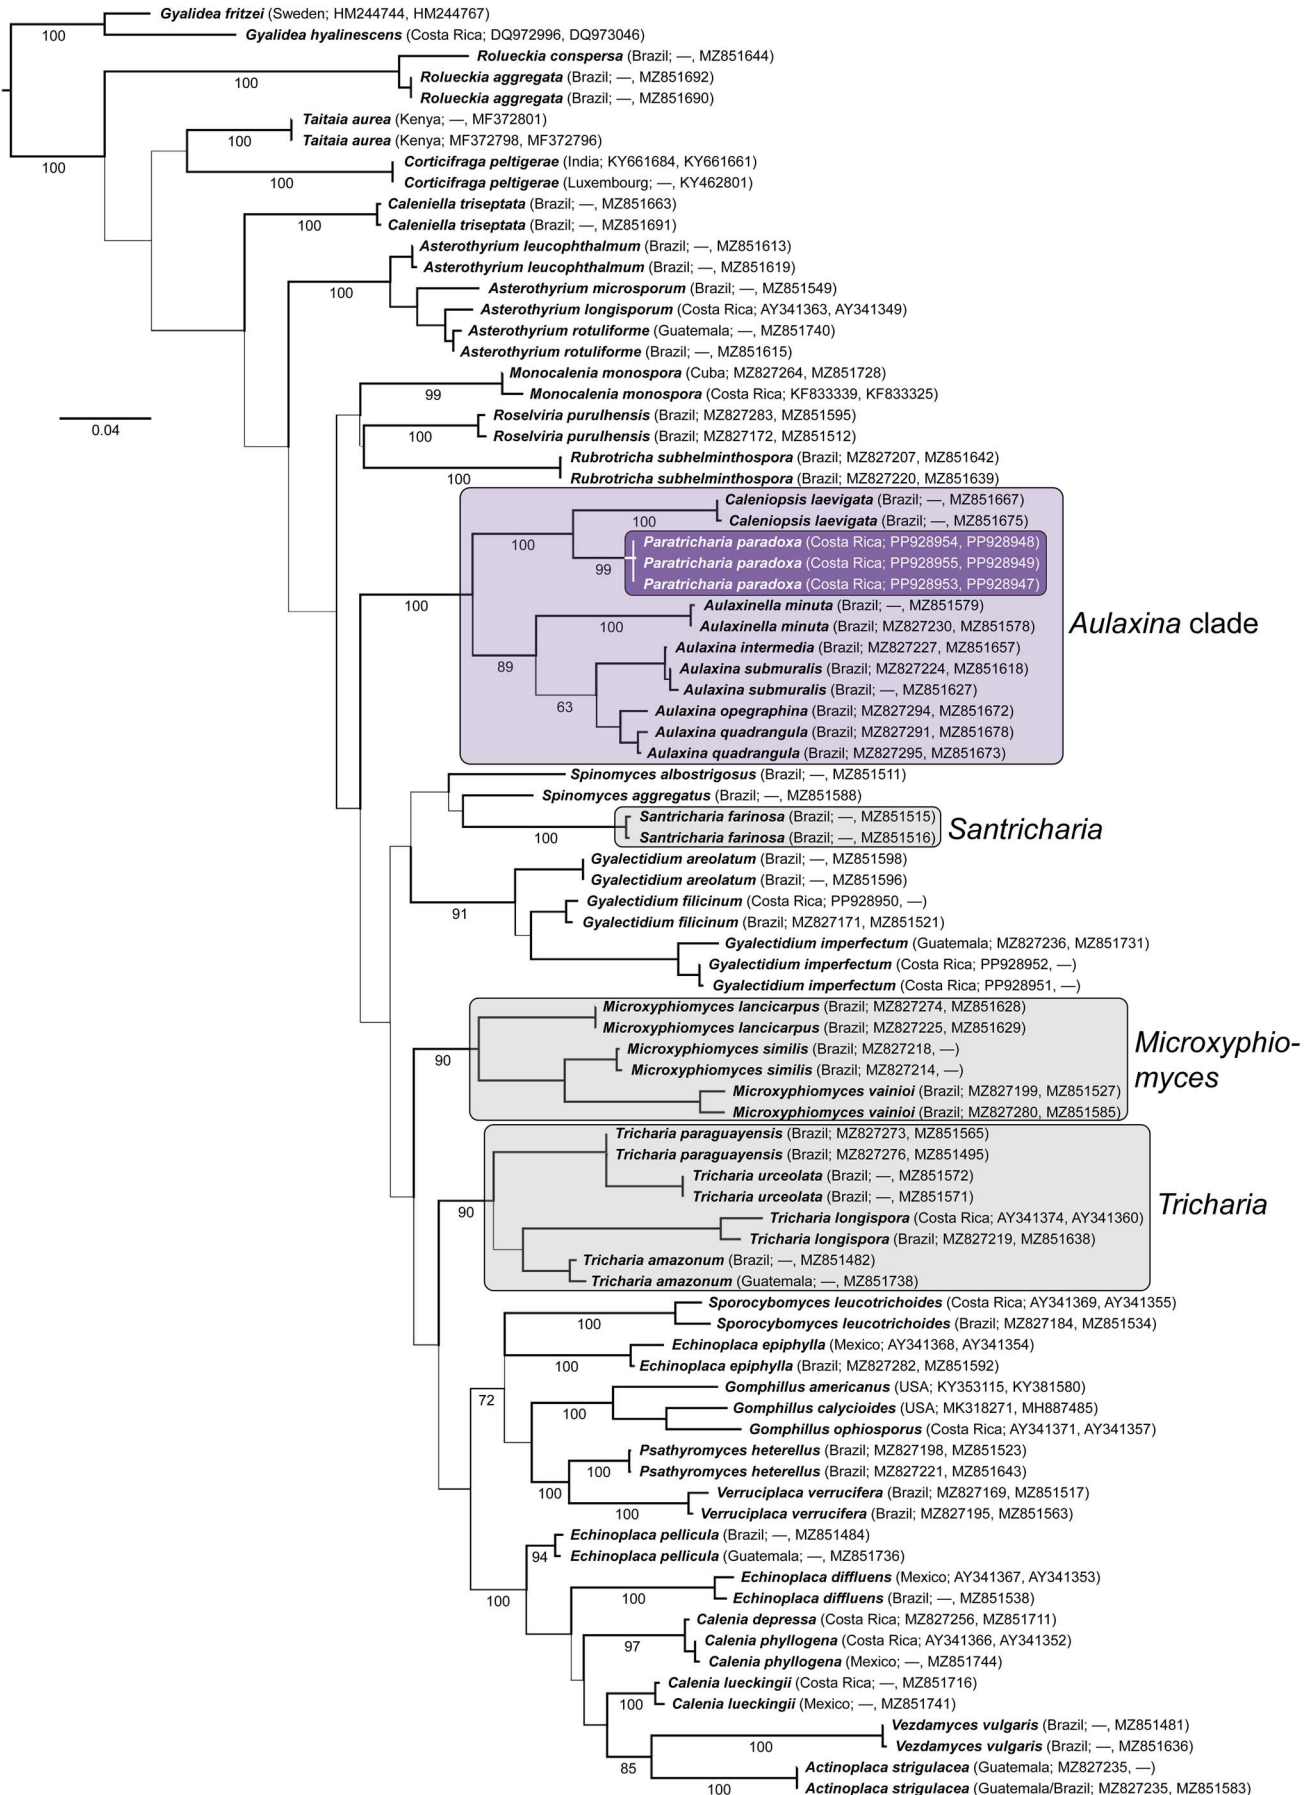 Gyalidea fritzei (Sweden; HM244744, HM244767)
100
Gyalidea hyalinescens (Costa Rica; DQ972996, DQ973046)
Rolueckia conspersa (Brazil; —, MZ851644)
100
Rolueckia aggregata (Brazil; —, MZ851692)
Rolueckia aggregata (Brazil; —, MZ851690)
Taitaia aurea (Kenya; —, MF372801)
100
Taitaia aurea (Kenya; MF372798, MF372796)
100
Corticifraga peltigerae (India; KY661684, KY661661)
100
Corticifraga peltigerae (Luxembourg; —, KY462801)
Caleniella triseptata (Brazil; —, MZ851663)
100
Caleniella triseptata (Brazil; —, MZ851691)
Asterothyrium leucophthalmum (Brazil; —, MZ851613)
Asterothyrium leucophthalmum (Brazil; —, MZ851619)
100
Asterothyrium microsporum (Brazil; —, MZ851549)
Asterothyrium longisporum (Costa Rica; AY341363, AY341349)
Asterothyrium rotuliforme (Guatemala; —, MZ851740)
Asterothyrium rotuliforme (Brazil; —, MZ851615)
Monocalenia monospora (Cuba; MZ827264, MZ851728)
99
Monocalenia monospora (Costa Rica; KF833339, KF833325)
Roselviria purulhensis (Brazil; MZ827283, MZ851595)
0.04
100
Roselviria purulhensis (Brazil; MZ827172, MZ851512)
Rubrotricha subhelminthospora (Brazil; MZ827207, MZ851642)
100
Rubrotricha subhelminthospora (Brazil; MZ827220, MZ851639)
Caleniopsis laevigata (Brazil; —, MZ851667)
100
Caleniopsis laevigata (Brazil; —, MZ851675)
100
Paratricharia paradoxa (Costa Rica; PP928954, PP928948)
99
Paratricharia paradoxa (Costa Rica; PP928955, PP928949)
Paratricharia paradoxa (Costa Rica; PP928953, PP928947)
100
Aulaxinella minuta (Brazil; —, MZ851579)
100
Aulaxinella minuta (Brazil; MZ827230, MZ851578)
Aulaxina clade
Aulaxina intermedia (Brazil; MZ827227, MZ851657)
89
Aulaxina submuralis (Brazil; MZ827224, MZ851618)
Aulaxina submuralis (Brazil; —, MZ851627)
63
Aulaxina opegraphina (Brazil; MZ827294, MZ851672)
Aulaxina quadrangula (Brazil; MZ827291, MZ851678)
Aulaxina quadrangula (Brazil; MZ827295, MZ851673)
Spinomyces albostrigosus (Brazil; —, MZ851511)
Spinomyces aggregatus (Brazil; —, MZ851588)
Santricharia farinosa (Brazil; —, MZ851515)
100
Santricharia farinosa (Brazil; —, MZ851516)
Santricharia
Gyalectidium areolatum (Brazil; —, MZ851598)
Gyalectidium areolatum (Brazil; —, MZ851596)
91
Gyalectidium filicinum (Costa Rica; PP928950, —)
Gyalectidium filicinum (Brazil; MZ827171, MZ851521)
Gyalectidium imperfectum (Guatemala; MZ827236, MZ851731)
Gyalectidium imperfectum (Costa Rica; PP928952, —)
Gyalectidium imperfectum (Costa Rica; PP928951, —)
Microxyphiomyces lancicarpus (Brazil; MZ827274, MZ851628)
Microxyphiomyces lancicarpus (Brazil; MZ827225, MZ851629)
90
Microxyphiomyces similis (Brazil; MZ827218, —)
Microxyphiomyces similis (Brazil; MZ827214, —)
Microxyphio-
myces
Microxyphiomyces vainioi (Brazil; MZ827199, MZ851527)
Microxyphiomyces vainioi (Brazil; MZ827280, MZ851585)
Tricharia paraguayensis (Brazil; MZ827273, MZ851565)
Tricharia paraguayensis (Brazil; MZ827276, MZ851495)
Tricharia urceolata (Brazil; —, MZ851572)
90
Tricharia urceolata (Brazil; —, MZ851571)
Tricharia
Tricharia longispora (Costa Rica; AY341374, AY341360)
Tricharia longispora (Brazil; MZ827219, MZ851638)
Tricharia amazonum (Brazil; —, MZ851482)
Tricharia amazonum (Guatemala; —, MZ851738)
Sporocybomyces leucotrichoides (Costa Rica; AY341369, AY341355)
100
Sporocybomyces leucotrichoides (Brazil; MZ827184, MZ851534)
Echinoplaca epiphylla (Mexico; AY341368, AY341354)
100
Echinoplaca epiphylla (Brazil; MZ827282, MZ851592)
Gomphillus americanus (USA; KY353115, KY381580)
72
100
Gomphillus calycioides (USA; MK318271, MH887485)
Gomphillus ophiosporus (Costa Rica; AY341371, AY341357)
Psathyromyces heterellus (Brazil; MZ827198, MZ851523)
100
Psathyromyces heterellus (Brazil; MZ827221, MZ851643)
100
Verruciplaca verrucifera (Brazil; MZ827169, MZ851517)
100
Verruciplaca verrucifera (Brazil; MZ827195, MZ851563)
Echinoplaca pellicula (Brazil; —, MZ851484)
94
Echinoplaca pellicula (Guatemala; —, MZ851736)
Echinoplaca diffluens (Mexico; AY341367, AY341353)
100
100
Echinoplaca diffluens (Brazil; —, MZ851538)
Calenia depressa (Costa Rica; MZ827256, MZ851711)
97
Calenia phyllogena (Costa Rica; AY341366, AY341352)
Calenia phyllogena (Mexico; —, MZ851744)
Calenia lueckingii (Costa Rica; —, MZ851716)
100
Calenia lueckingii (Mexico; —, MZ851741)
Vezdamyces vulgaris (Brazil; —, MZ851481)
100
Vezdamyces vulgaris (Brazil; —, MZ851636)
85
Actinoplaca strigulacea (Guatemala; MZ827235, —)
100
Actinoplaca strigulacea (Guatemala/Brazil; MZ827235, MZ851583)